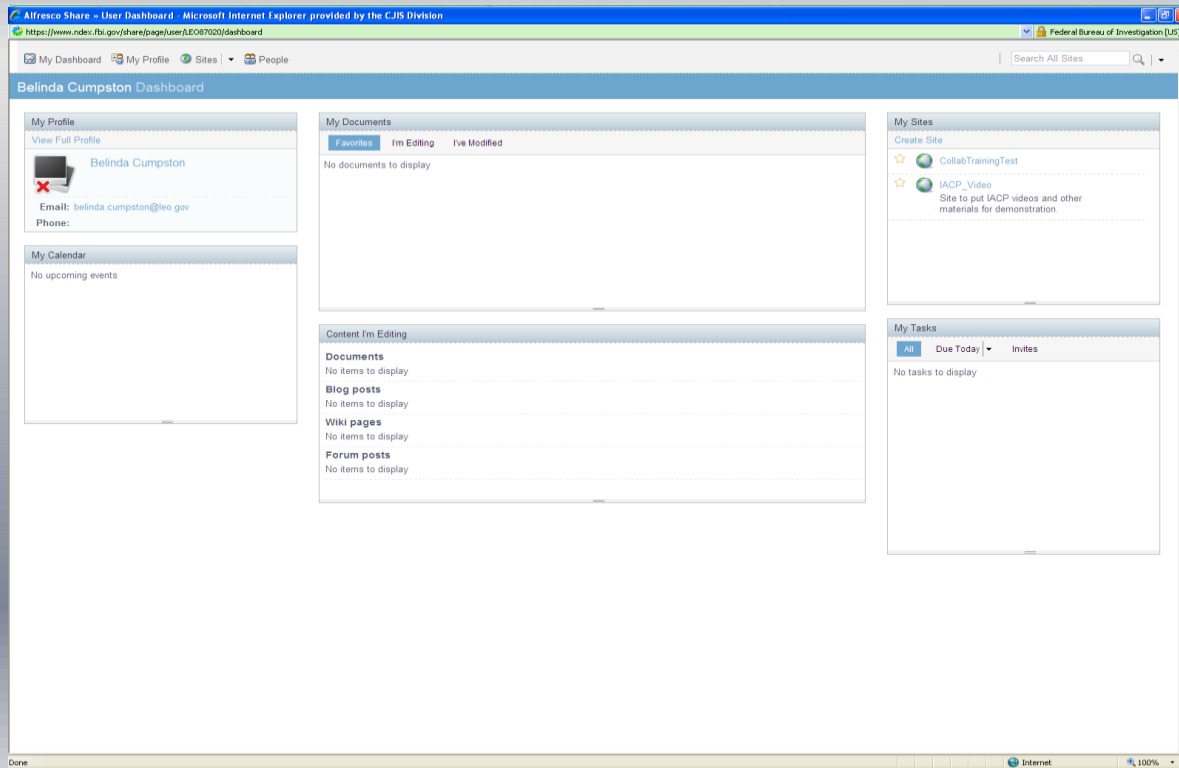 Alfresco Share » User Dashboard - Microsoft Internet Explorer provided by the CJIS Division
https://www.ndex.fbi.gov/share/page/user/LEO87020/dashboard
Federal Bureau of Investigation [US
My Dashboard My Profile Sites People
Search All Sites
Belinda Cumpston Dashboard
My Profile
View Full Profile
Belinda Cumpston
Email: belinda.cumpston@leo.gov
Phone:
My Calendar
No upcoming events
My Documents
Favorites I'm Editing I've Modified
No documents to display
Content I'm Editing
Documents
No items to display
Blog posts
No items to display
Wiki pages
No items to display
Forum posts
No items to display
My Sites
Create Site
CollabTrainingTest
IACP_Video
Site to put IACP videos and other
materials for demonstration.
My Tasks
All Due Today Invites
No tasks to display
Done
Internet
100%